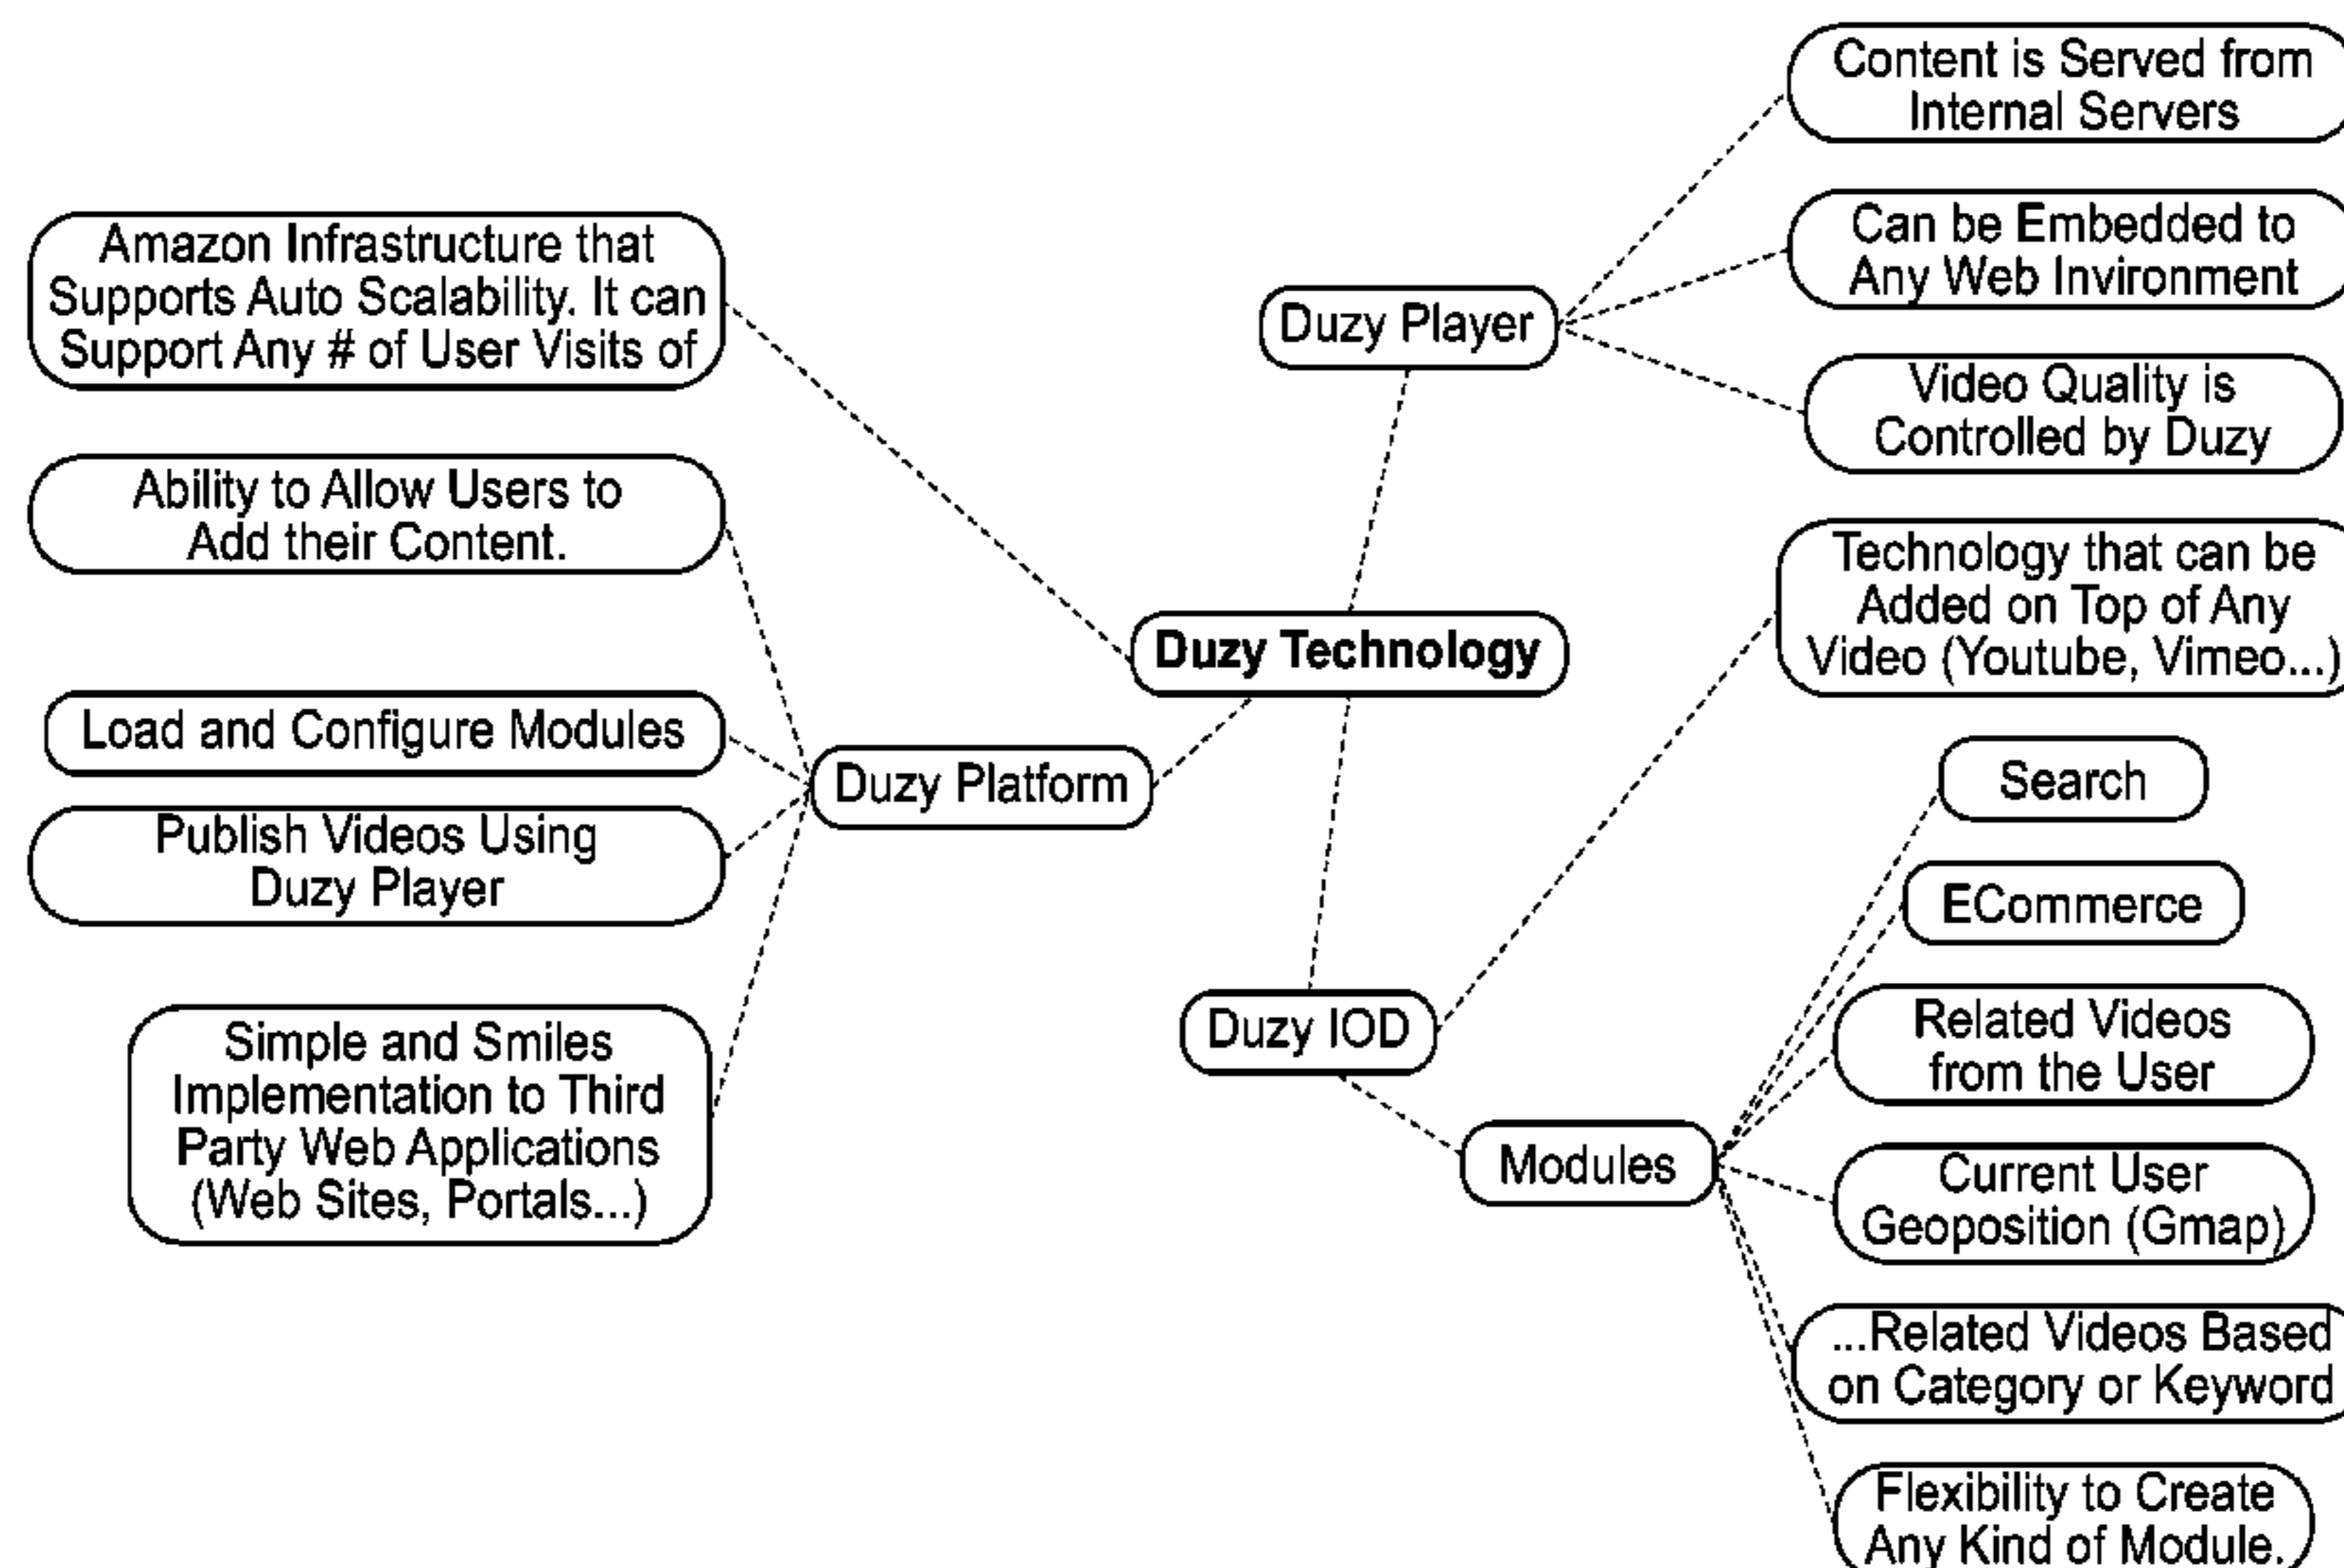 Amazon Infrastructure that
Supports Auto Scalability. It can
Support Any # of User Visits of
Ability to Allow Users to
Add their Content.
Load and Configure Modules
Publish Videos Using
Duzy Player
Simple and Smiles
Implementation to Third
Party Web Applications
(Web Sites, Portals...)
Duzy Platform
Duzy Technology
Duzy Player
Content is Served from
Internal Servers
Can be Embedded to
Any Web Invironment
Video Quality is
Controlled by Duzy
Duzy IOD
Technology that can be
Added on Top of Any
Video (Youtube, Vimeo...)
Modules
Search
ECommerce
Related Videos
from the User
Current User
Geoposition (Gmap)
...Related Videos Based
on Category or Keyword
Flexibility to Create
Any Kind of Module.